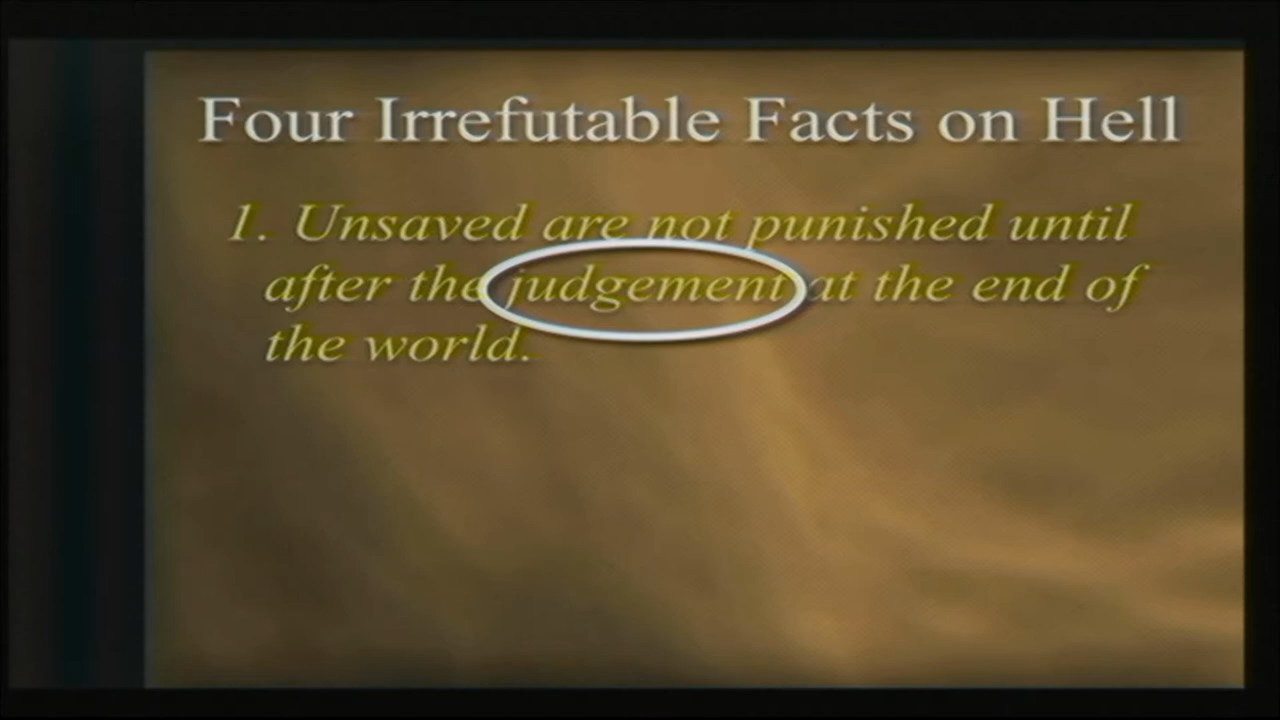 Four Irrefutable Facts on Hell
1. Unsaved are not punished until
after the judgement at the end of
the world.